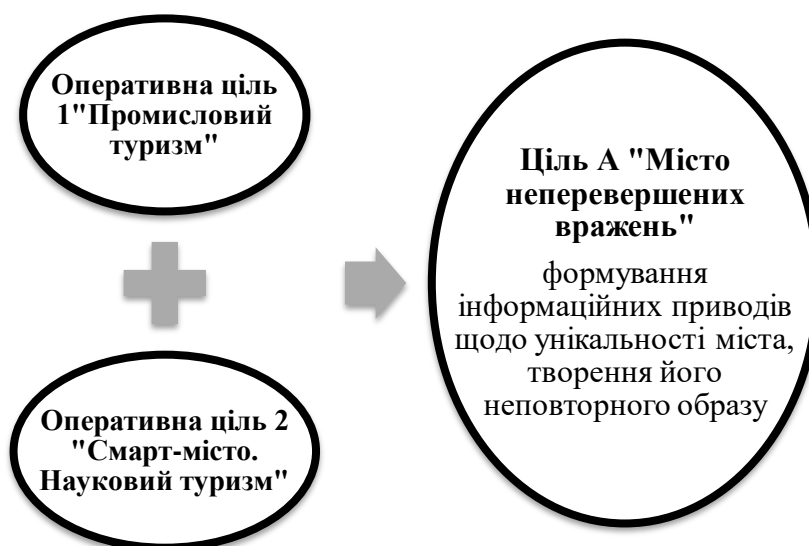 Оперативна ціль
1"Промисловий
туризм"
Оперативна ціль 2
"Смарт-місто.
Науковий туризм"
Ціль А "Місто
неперевершених
вражень"
формування
інформаційних приводів
щодо унікальності міста,
творення його
неповторного образу